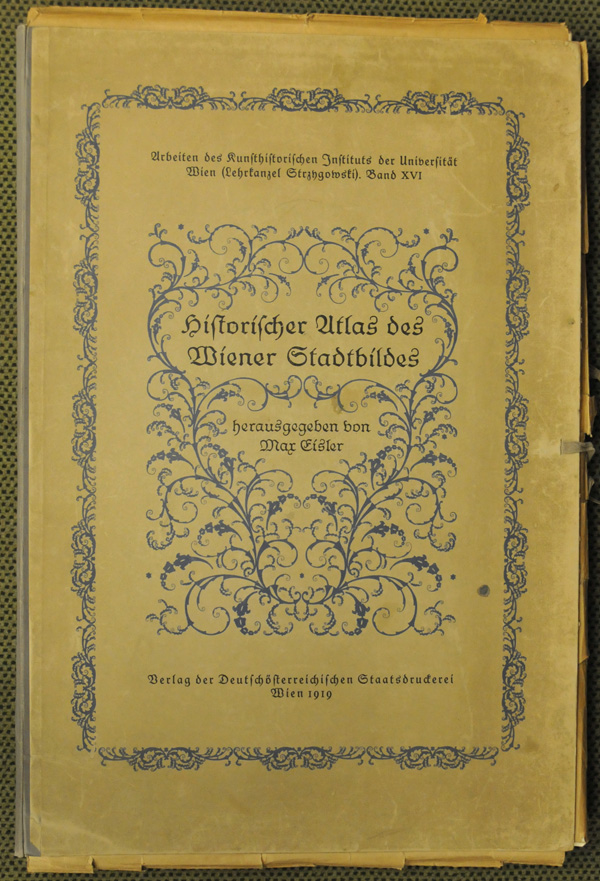 Arbeiten des Kunsthistorischen Instituts der Universität
Wien (Lehrkanzel Strzygowski). Band XVI
Historischer Atlas des
Wiener Stadtbildes
herausgegeben von
Max Eisler
Verlag der Deutschösterreichischen Staatsdruckerei
Wien 1919